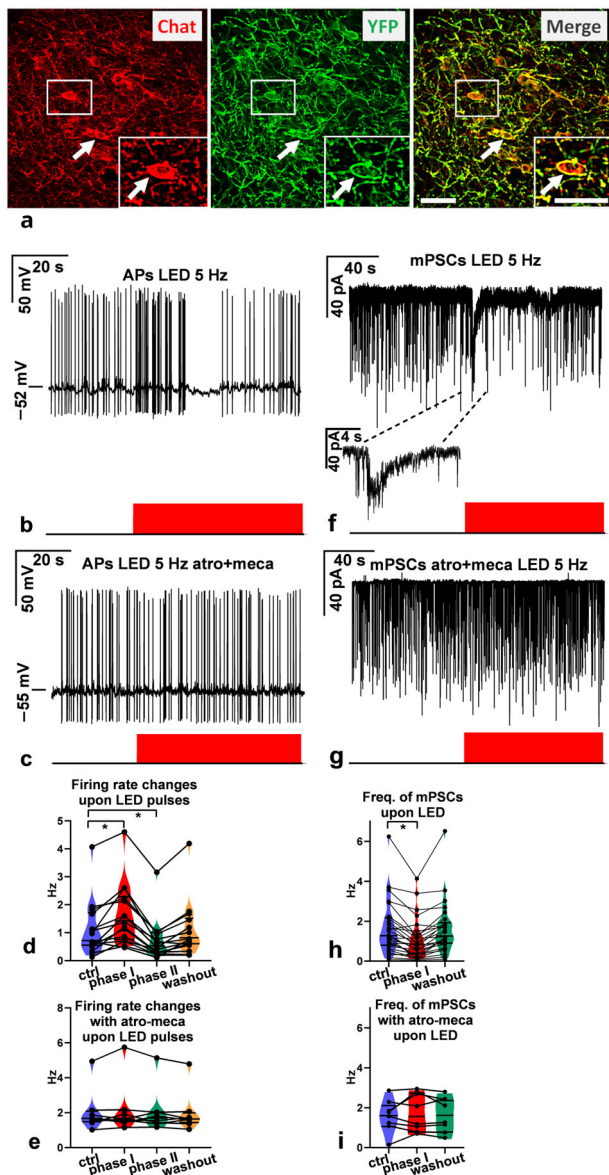 Chat
YFP
Merge
a
20 s
50 mV
APs LED 5 Hz
−52 mV
b
40 s
40 pA
mPSCs LED 5 Hz
4 s
40 pA
f
20 s
50 mV
APs LED 5 Hz atro+meca
−55 mV
c
40 s
40 pA
mPSCs atro+meca LED 5 Hz
g
Firing rate changes
upon LED pulses
*
*
5
4
3
2
1
0
Hz
ctrl
phase I
phase II
washout
d
Freq. of mPSCs
upon LED
*
6
4
2
0
Hz
ctrl
phase I
washout
h
Firing rate changes
with atro-meca
upon LED pulses
6
4
2
0
Hz
ctrl
phase I
phase II
washout
e
Freq. of mPSCs
with atro-meca
upon LED
4
2
0
Hz
ctrl
phase I
washout
i